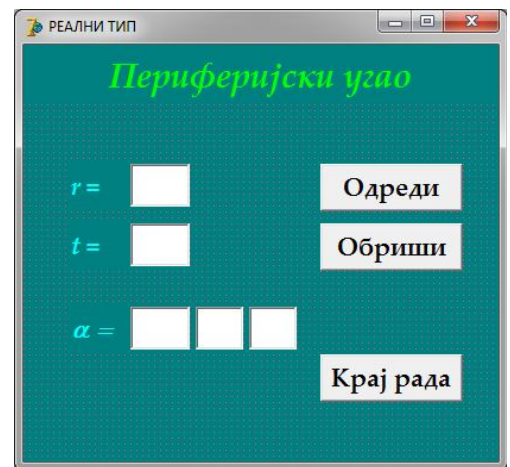 РЕАЛНИ ТИП
Периферијски угао
r =
Одреди
t =
Обриши
α =
Крај рада